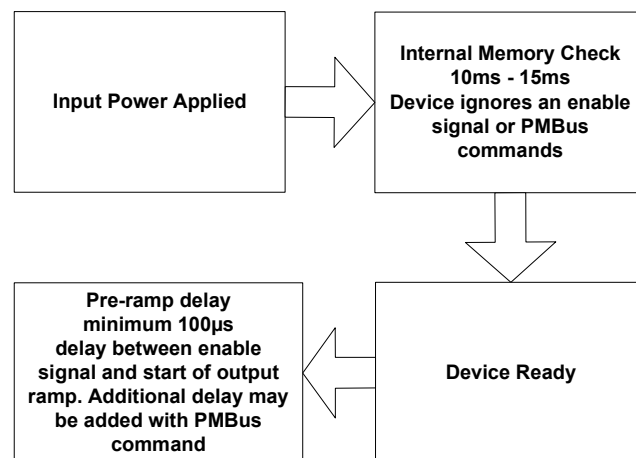 Input Power Applied
Internal Memory Check
10ms - 15ms
Device ignores an enable
signal or PMBus
commands
Device Ready
Pre-ramp delay
minimum 100µs
delay between enable
signal and start of output
ramp. Additional delay may
be added with PMBus
command